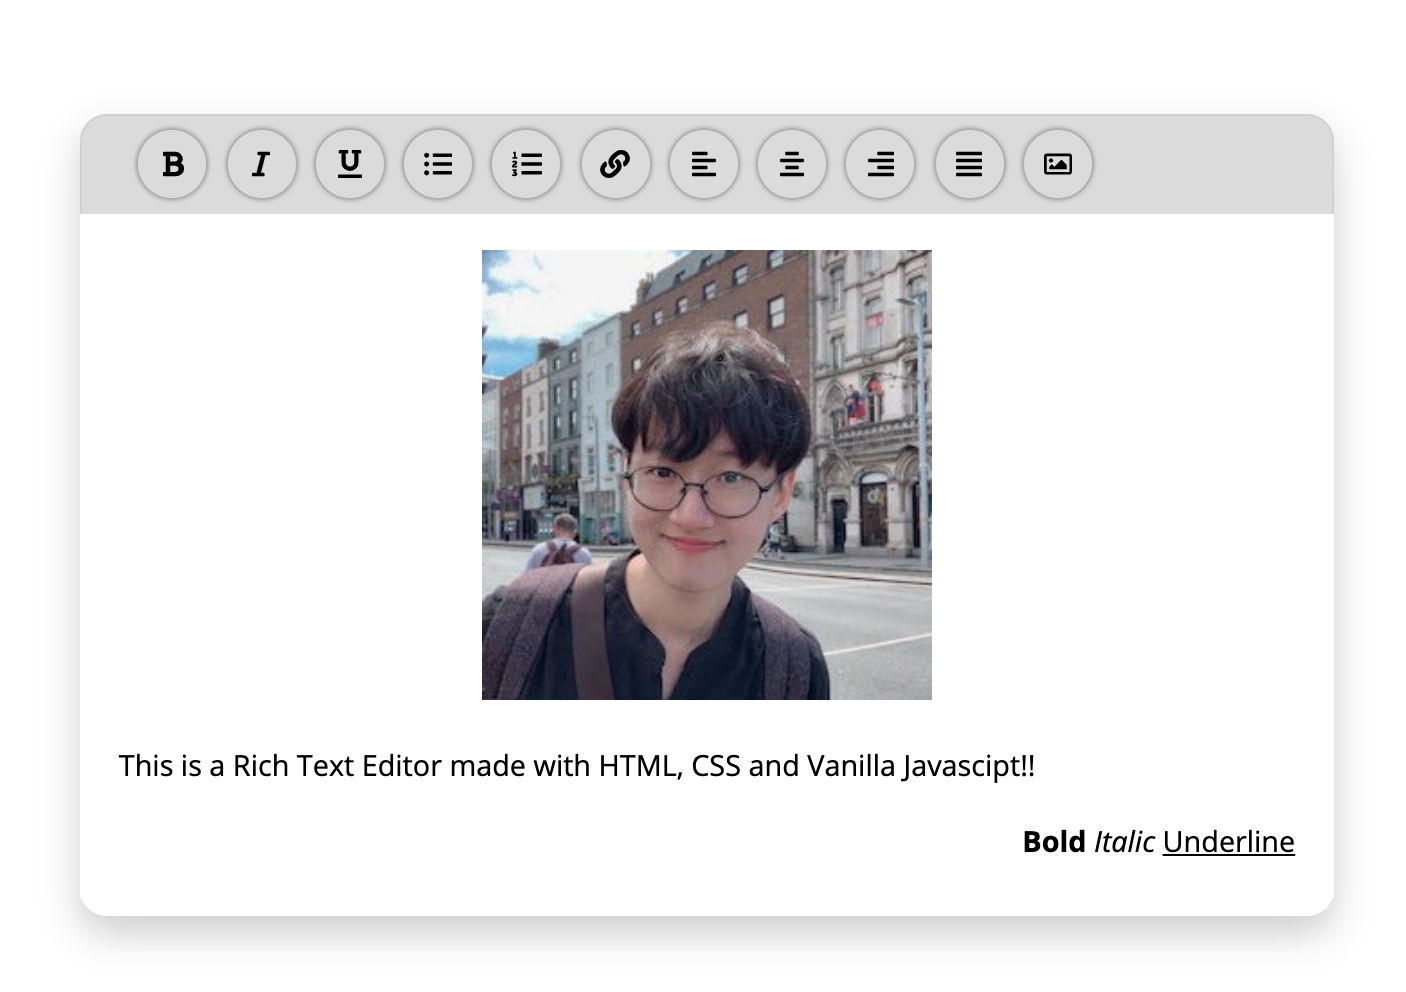 B
I
U
This is a Rich Text Editor made with HTML, CSS and Vanilla Javascipt!!
Bold Italic Underline